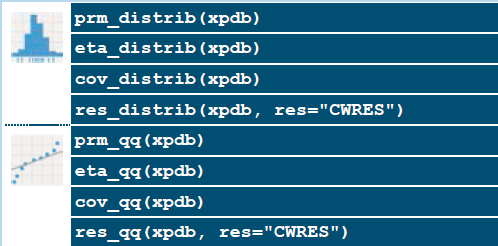 prm_distrib(xpdb)
eta_distrib(xpdb)
cov_distrib(xpdb)
res_distrib(xpdb, res="CWRES")
prm_qq(xpdb)
eta_qq(xpdb)
cov_qq(xpdb)
res_qq(xpdb, res="CWRES")